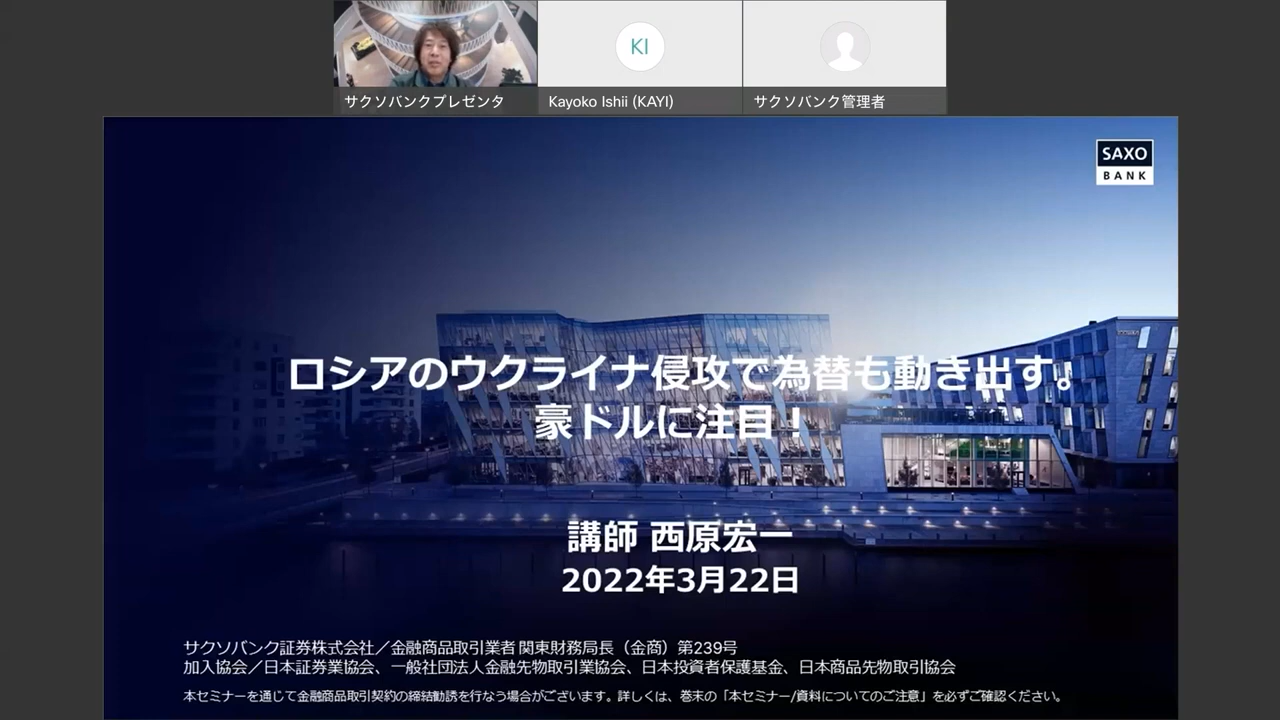 KI
サクソバンクプレゼンタ
Kayoko Ishii (KAYI)
サクソバンク管理者
SAXO
BANK
ロシアのウクライナ侵攻で為替も動き出す。
豪ドルに注目！
講師 西原宏一
2022年3月22日
サクソバンク証券株式会社／金融商品取引業者 関東財務局長（金商）第239号
加入協会／日本証券業協会、一般社団法人金融先物取引業協会、日本投資者保護基金、日本商品先物取引協会
本セミナーを通じて金融商品取引契約の締結勧誘を行なう場合がございます。詳しくは、巻末の「本セミナー/資料についてのご注意」を必ずご確認ください。